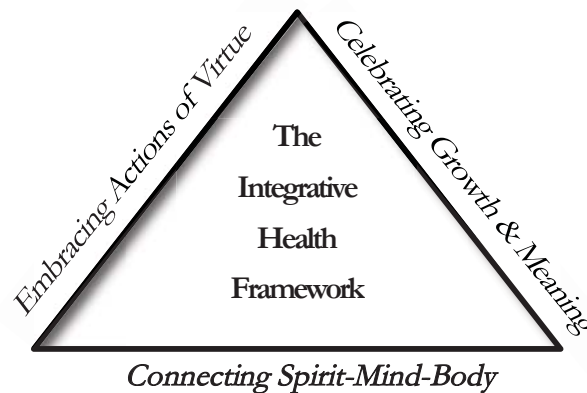 Embracing Actions of Virtue
Celebrating Growth & Meaning
The
Integrative
Health
Framework
Connecting Spirit-Mind-Body